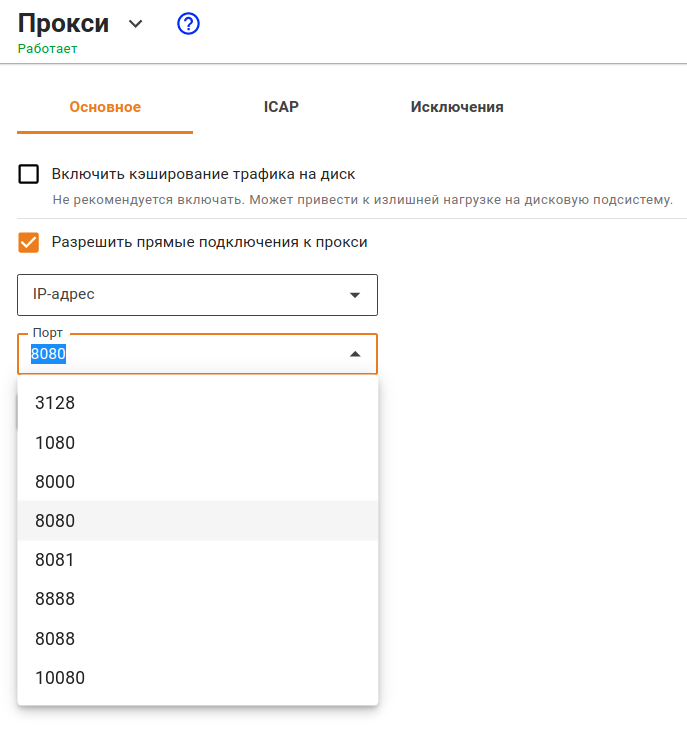 Прокси
Работает
Основное ICAP Исключения
Включить кэширование трафика на диск
Не рекомендуется включать. Может привести к излишней нагрузке на дисковую подсистему.
Разрешить прямые подключения к прокси
IP-адрес
Порт
8080
3128
1080
8000
8080
8081
8888
8088
10080